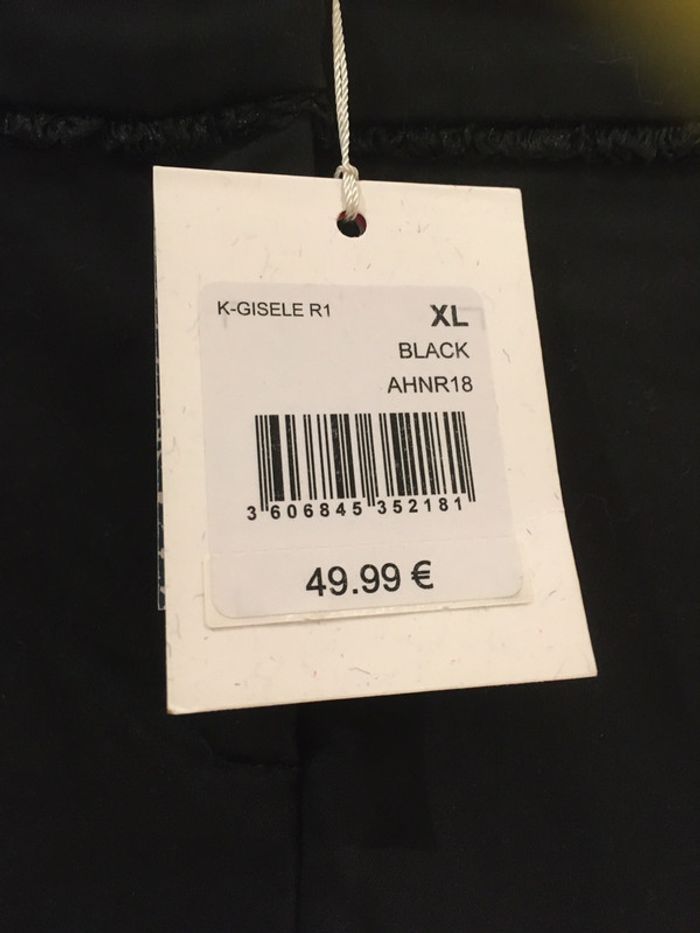 K-GISELE R1
XL
BLACK
AHNR18
3 606845 352181
49.99 €